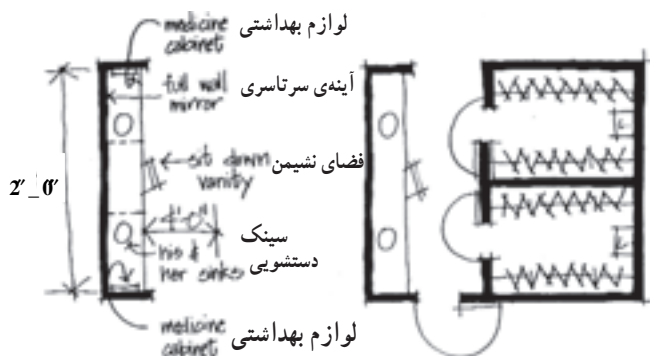 medicine
cabinet
لوازم بهداشتی
full wall
mirror
آینه‌ی سرتاسری
sit down
vanity
فضای نشیمن
2'_0'
4'-0"
سینک
دستشویی
his &
her sinks
medicine
cabinet
لوازم بهداشتی